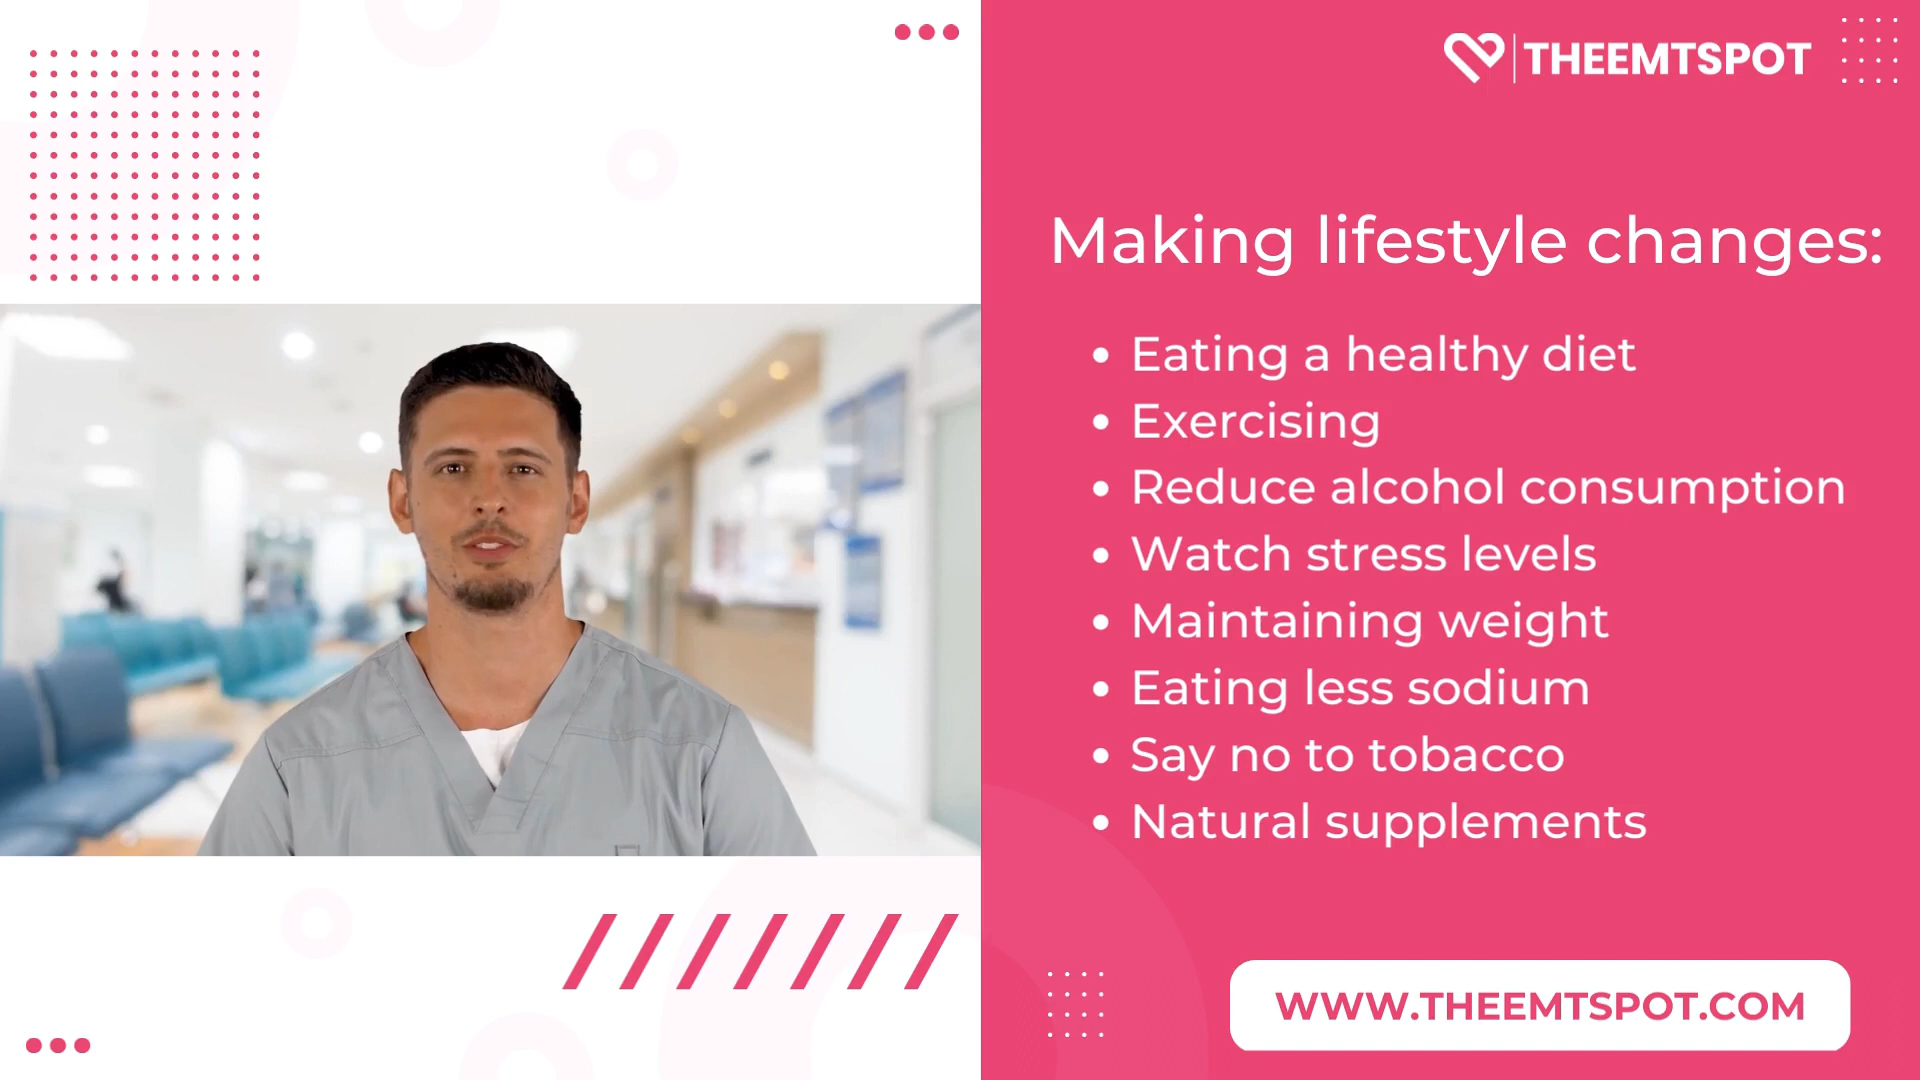 THEEMTSPOT
Making lifestyle changes:
• Eating a healthy diet
• Exercising
• Reduce alcohol consumption
• Watch stress levels
• Maintaining weight
• Eating less sodium
• Say no to tobacco
• Natural supplements
WWW.THEEMTSPOT.COM